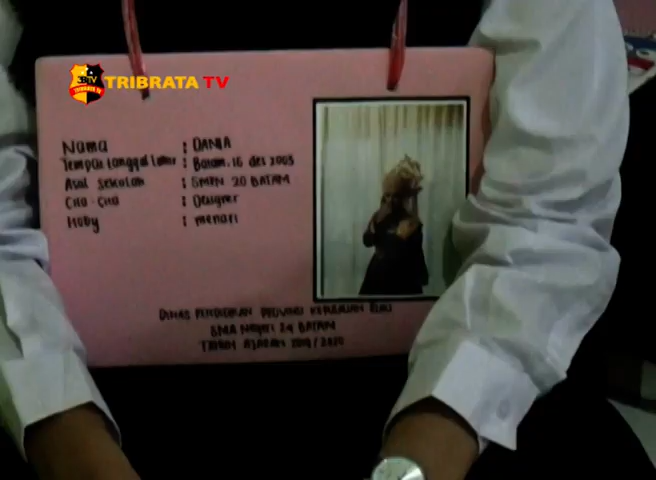 TRIBRATA TV
Nama : DANIA
Tempat tanggal lahir : Batam, 16 des 2003
Asal sekolah : SMPN 20 BATAM
Cita-Cita : Designer
Hoby : menari
DINAS PENDIDIKAN PROVINSI KEPULAUAN RIAU
SMA NEGERI 24 BATAM
TAHUN AJARAN 2019/2020